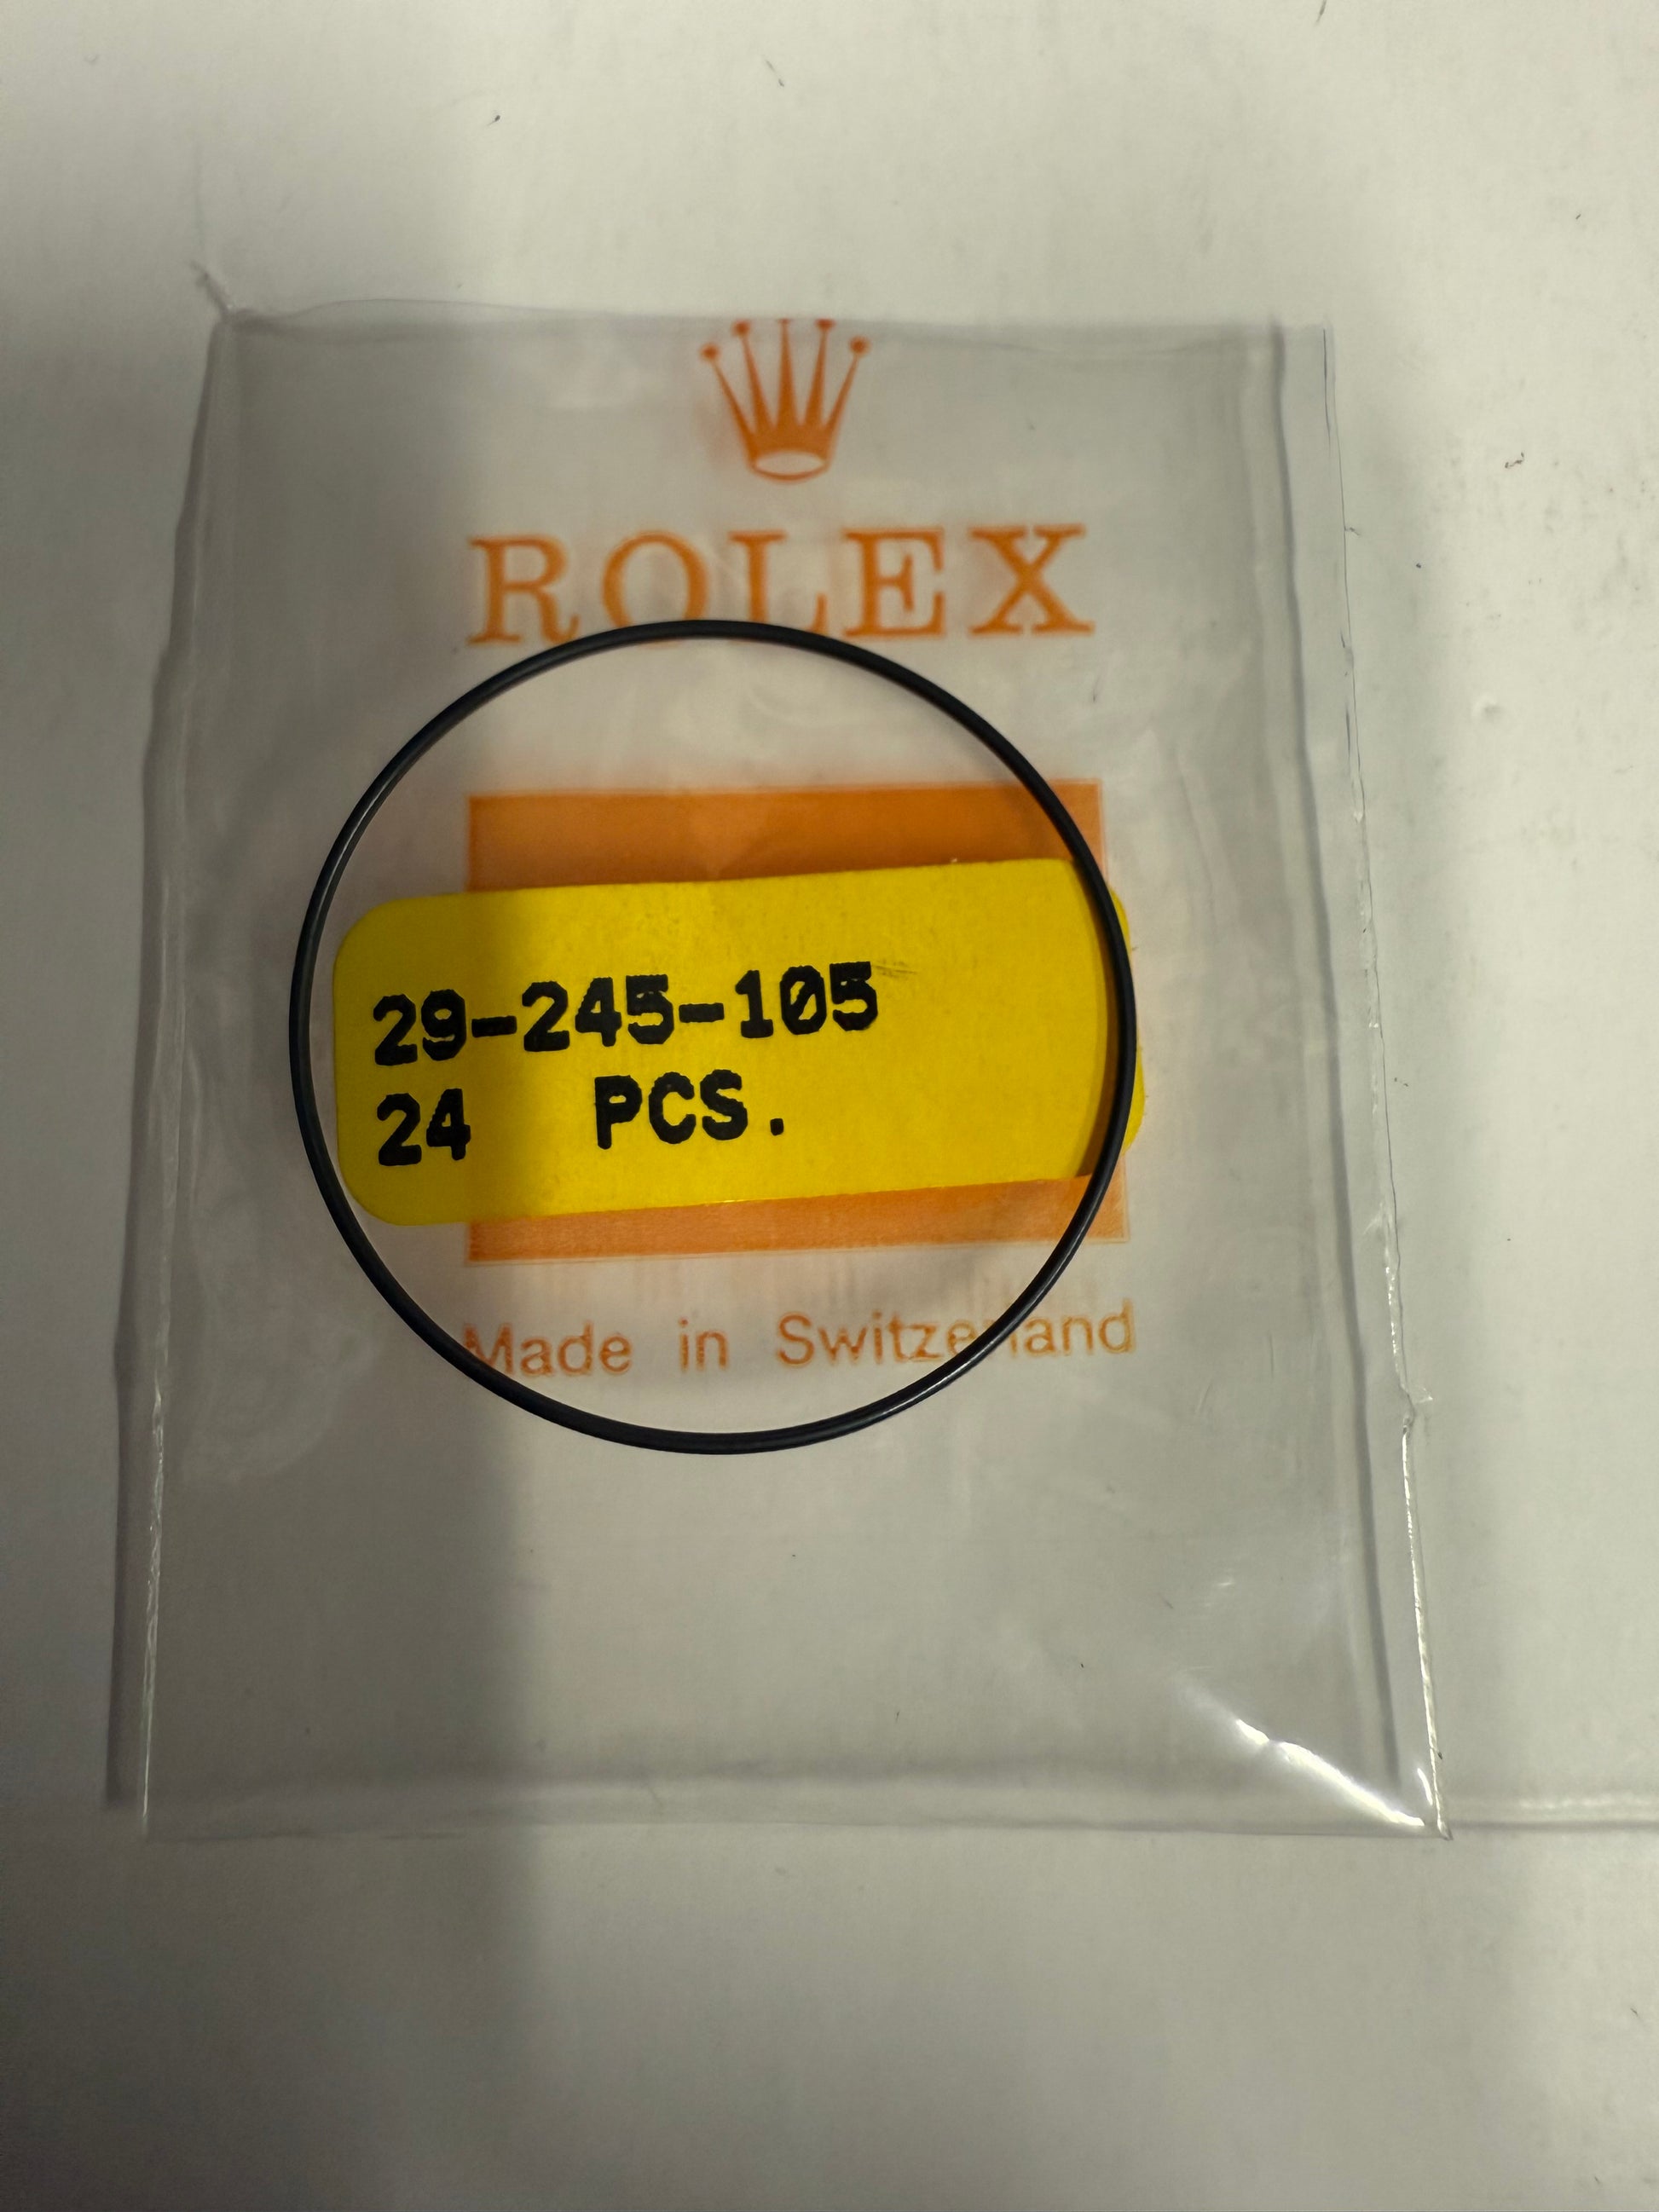 ROLEX
29-245-105
24 PCS.
Made in Switzerland